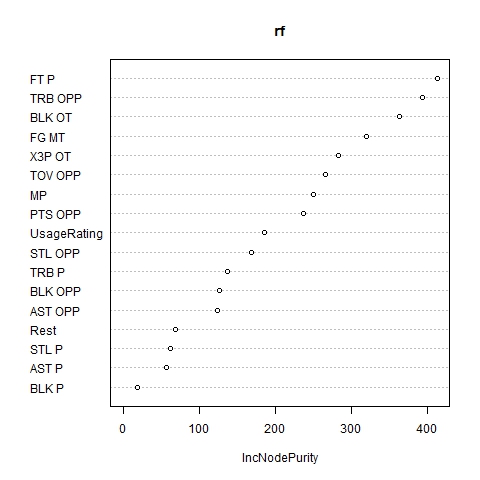 rf
FT P
TRB OPP
BLK OT
FG MT
X3P OT
TOV OPP
MP
PTS OPP
UsageRating
STL OPP
TRB P
BLK OPP
AST OPP
Rest
STL P
AST P
BLK P
0 100 200 300 400
IncNodePurity